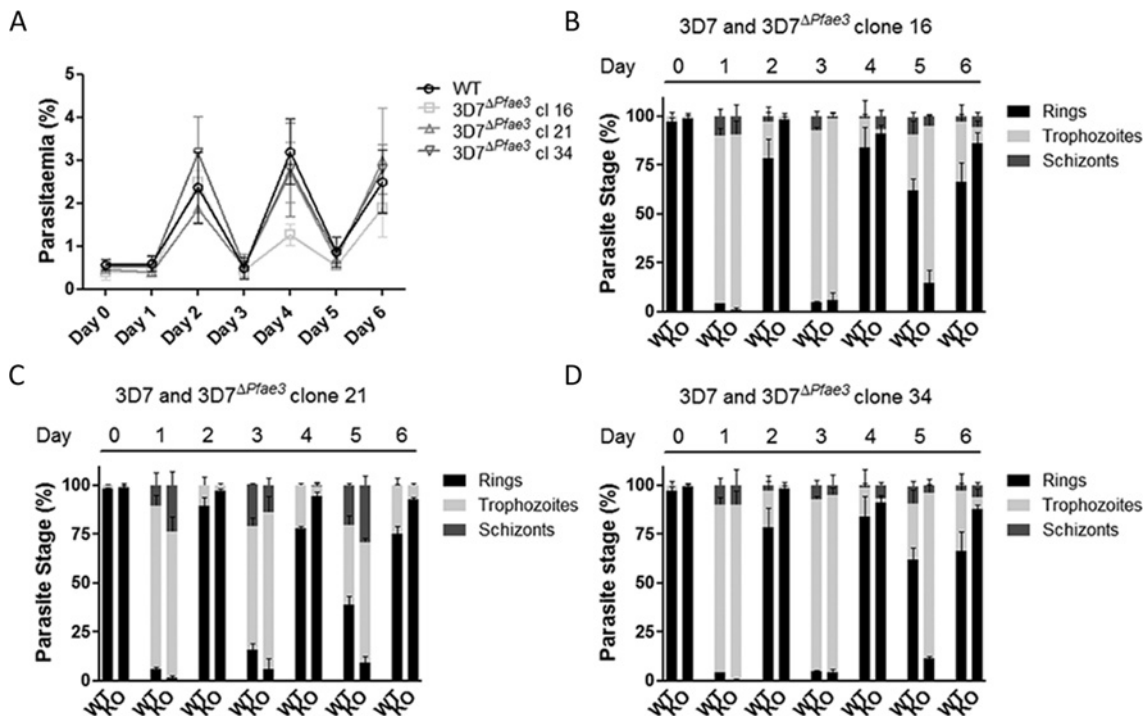 A
Parasitaemia (%)
5
4
3
2
1
0
Day 0 Day 1 Day 2 Day 3 Day 4 Day 5 Day 6
WT
3D7ΔPfae3 cl 16
3D7ΔPfae3 cl 21
3D7ΔPfae3 cl 34
B
3D7 and 3D7ΔPfae3 clone 16
Day 0 1 2 3 4 5 6
Parasite Stage (%)
100
75
50
25
0
WT KO WT KO WT KO WT KO WT KO WT KO WT KO
Rings
Trophozoites
Schizonts
C
3D7 and 3D7ΔPfae3 clone 21
Day 0 1 2 3 4 5 6
Parasite Stage (%)
100
75
50
25
0
WT KO WT KO WT KO WT KO WT KO WT KO WT KO
Rings
Trophozoites
Schizonts
D
3D7 and 3D7ΔPfae3 clone 34
Day 0 1 2 3 4 5 6
Parasite stage (%)
100
75
50
25
0
WT KO WT KO WT KO WT KO WT KO WT KO WT KO
Rings
Trophozoites
Schizonts